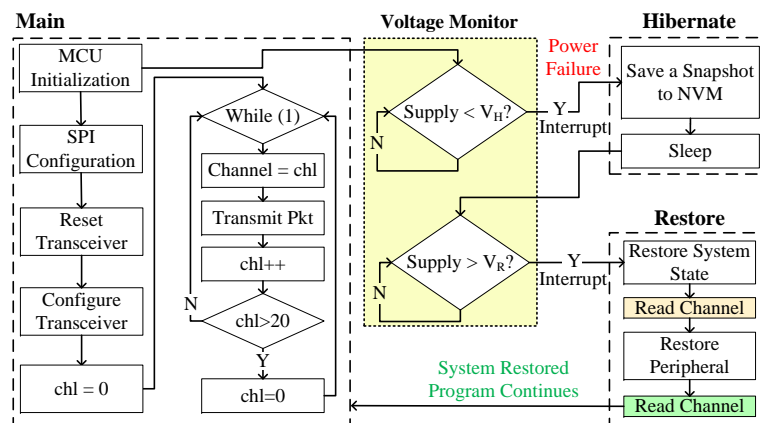 Main
MCU
Initialization
SPI
Configuration
Reset
Transceiver
Configure
Transceiver
chl = 0
While (1)
Channel = chl
Transmit Pkt
chl++
N
chl>20
Y
chl=0
Voltage Monitor
Supply < V_H?
N
Y
Interrupt
Power
Failure
Supply > V_R?
N
Y
Interrupt
Hibernate
Save a Snapshot
to NVM
Sleep
Restore
Restore System
State
Read Channel
Restore
Peripheral
Read Channel
System Restored
Program Continues